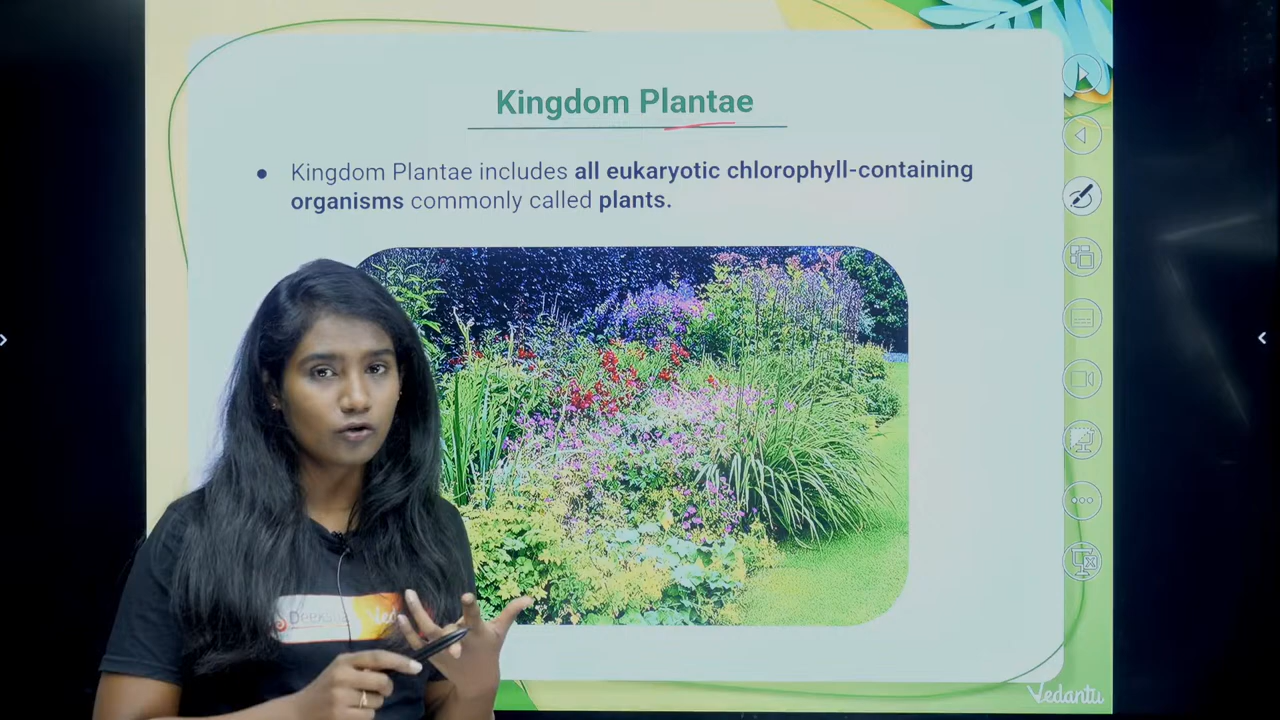 Kingdom Plantae
● Kingdom Plantae includes all eukaryotic chlorophyll-containing
organisms commonly called plants.
Vedantu